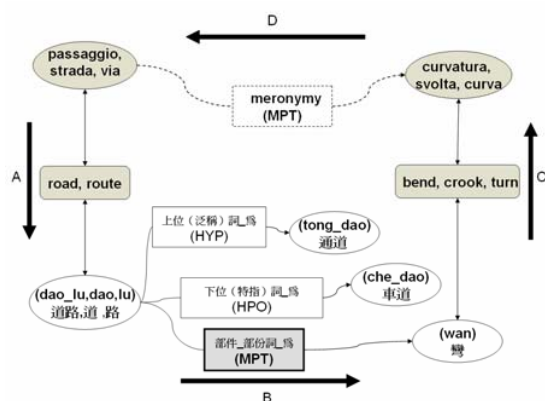 D
passaggio,
strada, via
curvatura,
svolta, curva
meronymy
(MPT)
A
C
road, route
bend, crook, turn
上位（泛稱）詞_爲
(HYP)
(tong_dao)
通道
(dao_lu,dao,lu)
道路,道 ,路
下位（特指）詞_爲
(HPO)
(che_dao)
車道
部件_部份詞_爲
(MPT)
(wan)
彎
B